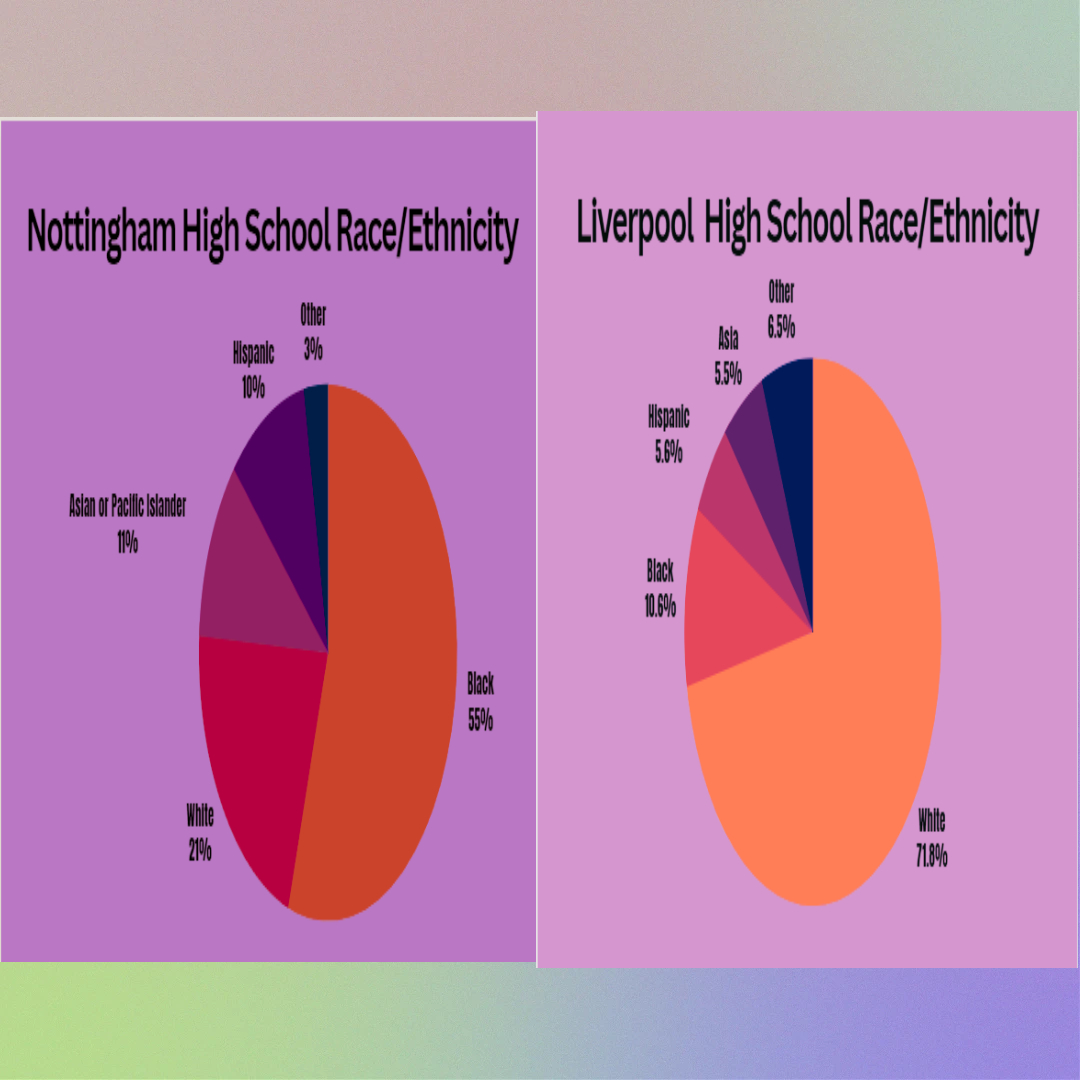 Nottingham High School Race/Ethnicity
Other
3%
Hispanic
10%
Asian or Pacific Islander
11%
Black
55%
White
21%
Liverpool High School Race/Ethnicity
Other
6.5%
Asia
5.5%
Hispanic
5.6%
Black
10.6%
White
71.8%